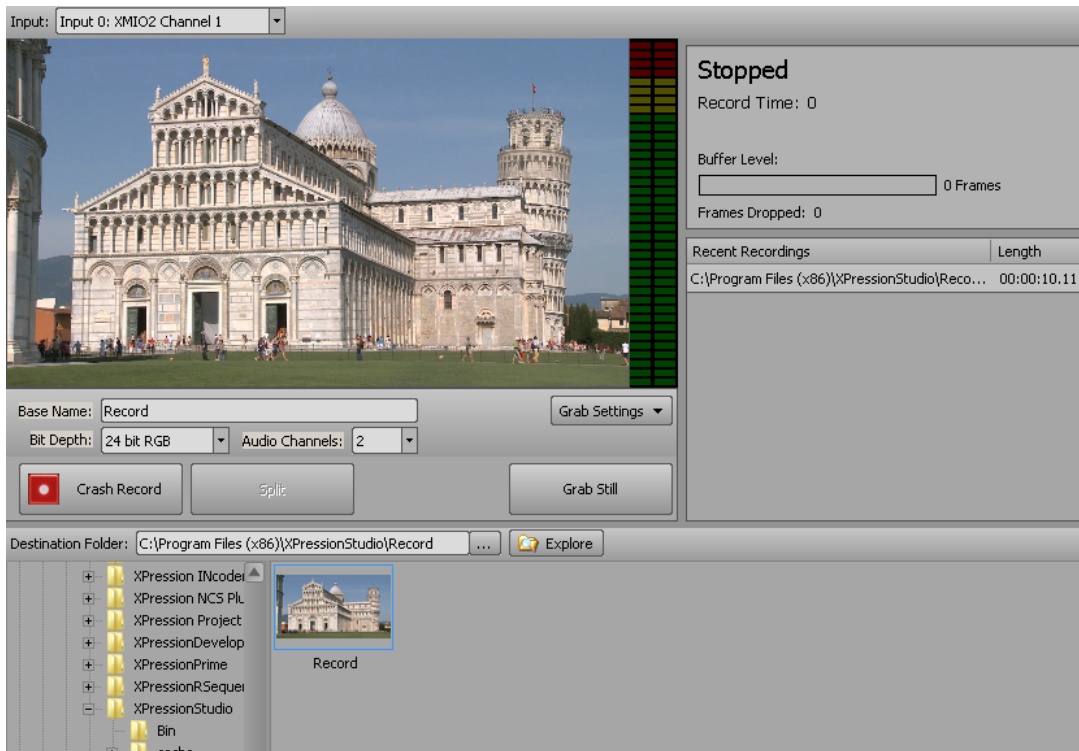 Input: Input 0: XMIO2 Channel 1
Stopped
Record Time: 0
Buffer Level:
0 Frames
Frames Dropped: 0
Recent Recordings Length
C:\Program Files (x86)\XPressionStudio\Reco... 00:00:10.11
Base Name: Record
Grab Settings
Bit Depth: 24 bit RGB Audio Channels: 2
Crash Record Split Grab Still
Destination Folder: C:\Program Files (x86)\XPressionStudio\Record ... Explore
XPression INcoder
XPression NCS Plu
XPression Project
XPressionDevelop
XPressionPrime
XPressionRSequen
XPressionStudio
Bin
cache
Record